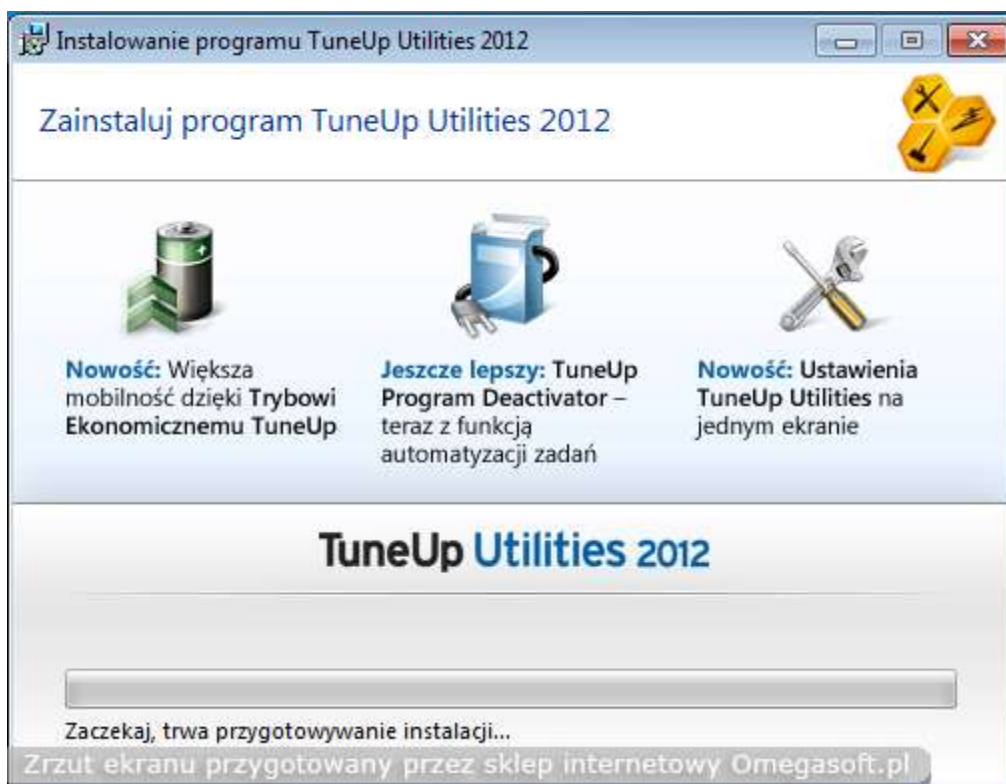 Instalowanie programu TuneUp Utilities 2012
Zainstaluj program TuneUp Utilities 2012
Nowość: Większa
mobilność dzięki Trybowi
Ekonomicznemu TuneUp
Jeszcze lepszy: TuneUp
Program Deactivator –
teraz z funkcją
automatyzacji zadań
Nowość: Ustawienia
TuneUp Utilities na
jednym ekranie
TuneUp Utilities 2012
Zaczekaj, trwa przygotowywanie instalacji...
Zrzut ekranu przygotowany przez sklep internetowy Omegasoft.pl